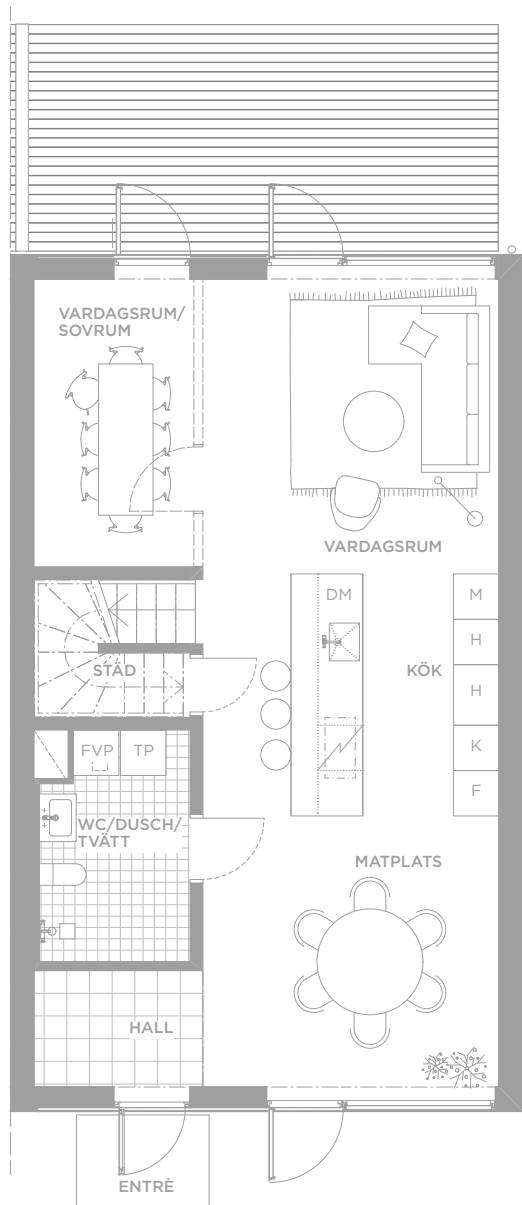 VARDAGSRUM/
SOVRUM
VARDAGSRUM
DM
M
H
STÄD
KÖK
H
FVP
TP
K
F
WC/DUSCH/
TVÄTT
MATPLATS
HALL
ENTRÈ